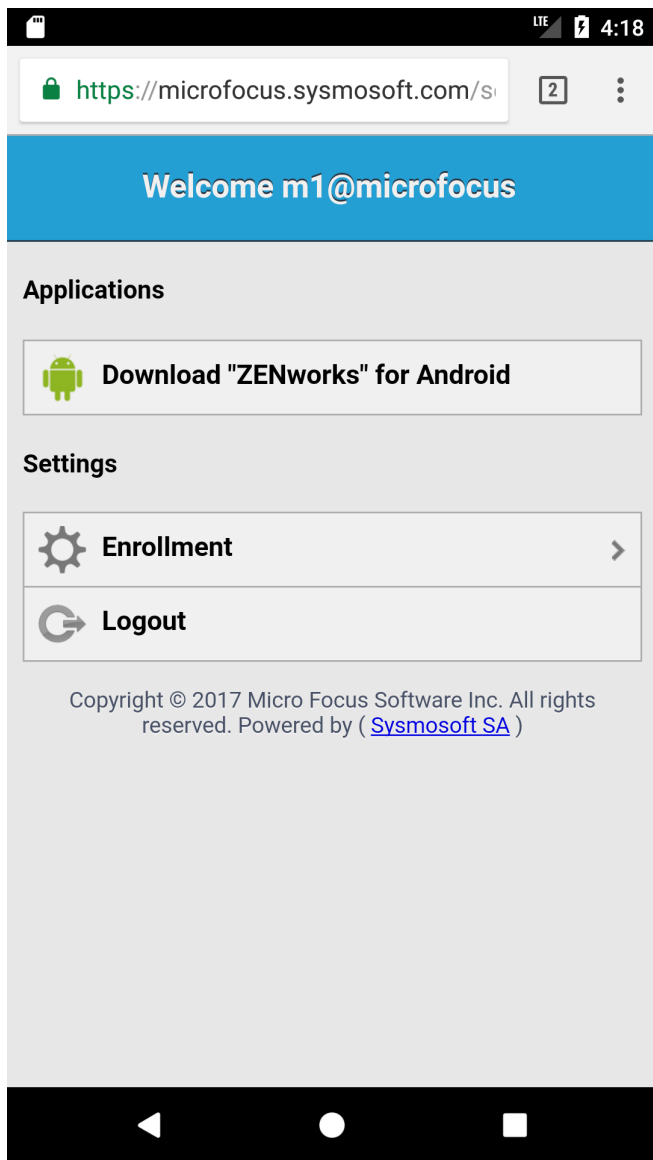 LTE 4:18
https://microfocus.sysmosoft.com/s
2
Welcome m1@microfocus
Applications
Download "ZENworks" for Android
Settings
Enrollment
Logout
Copyright © 2017 Micro Focus Software Inc. All rights
reserved. Powered by ( Sysmosoft SA )